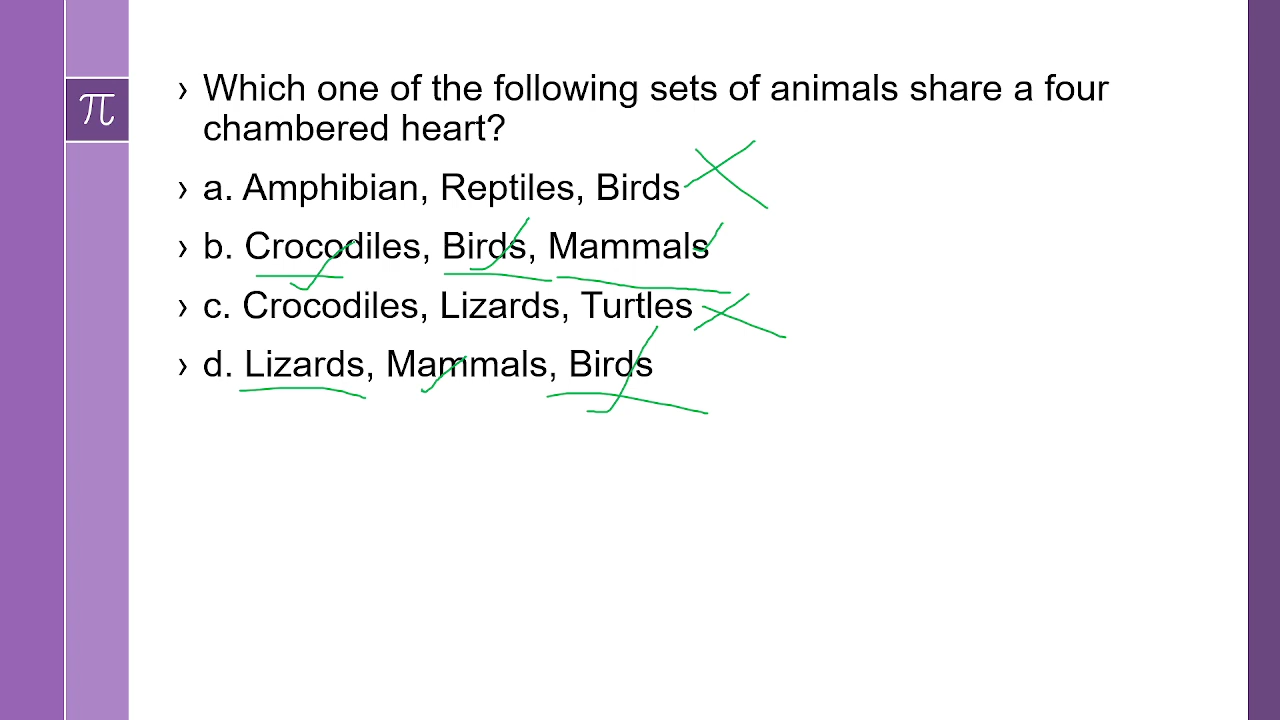 π
› Which one of the following sets of animals share a four
chambered heart?
› a. Amphibian, Reptiles, Birds
› b. Crocodiles, Birds, Mammals
› c. Crocodiles, Lizards, Turtles
› d. Lizards, Mammals, Birds